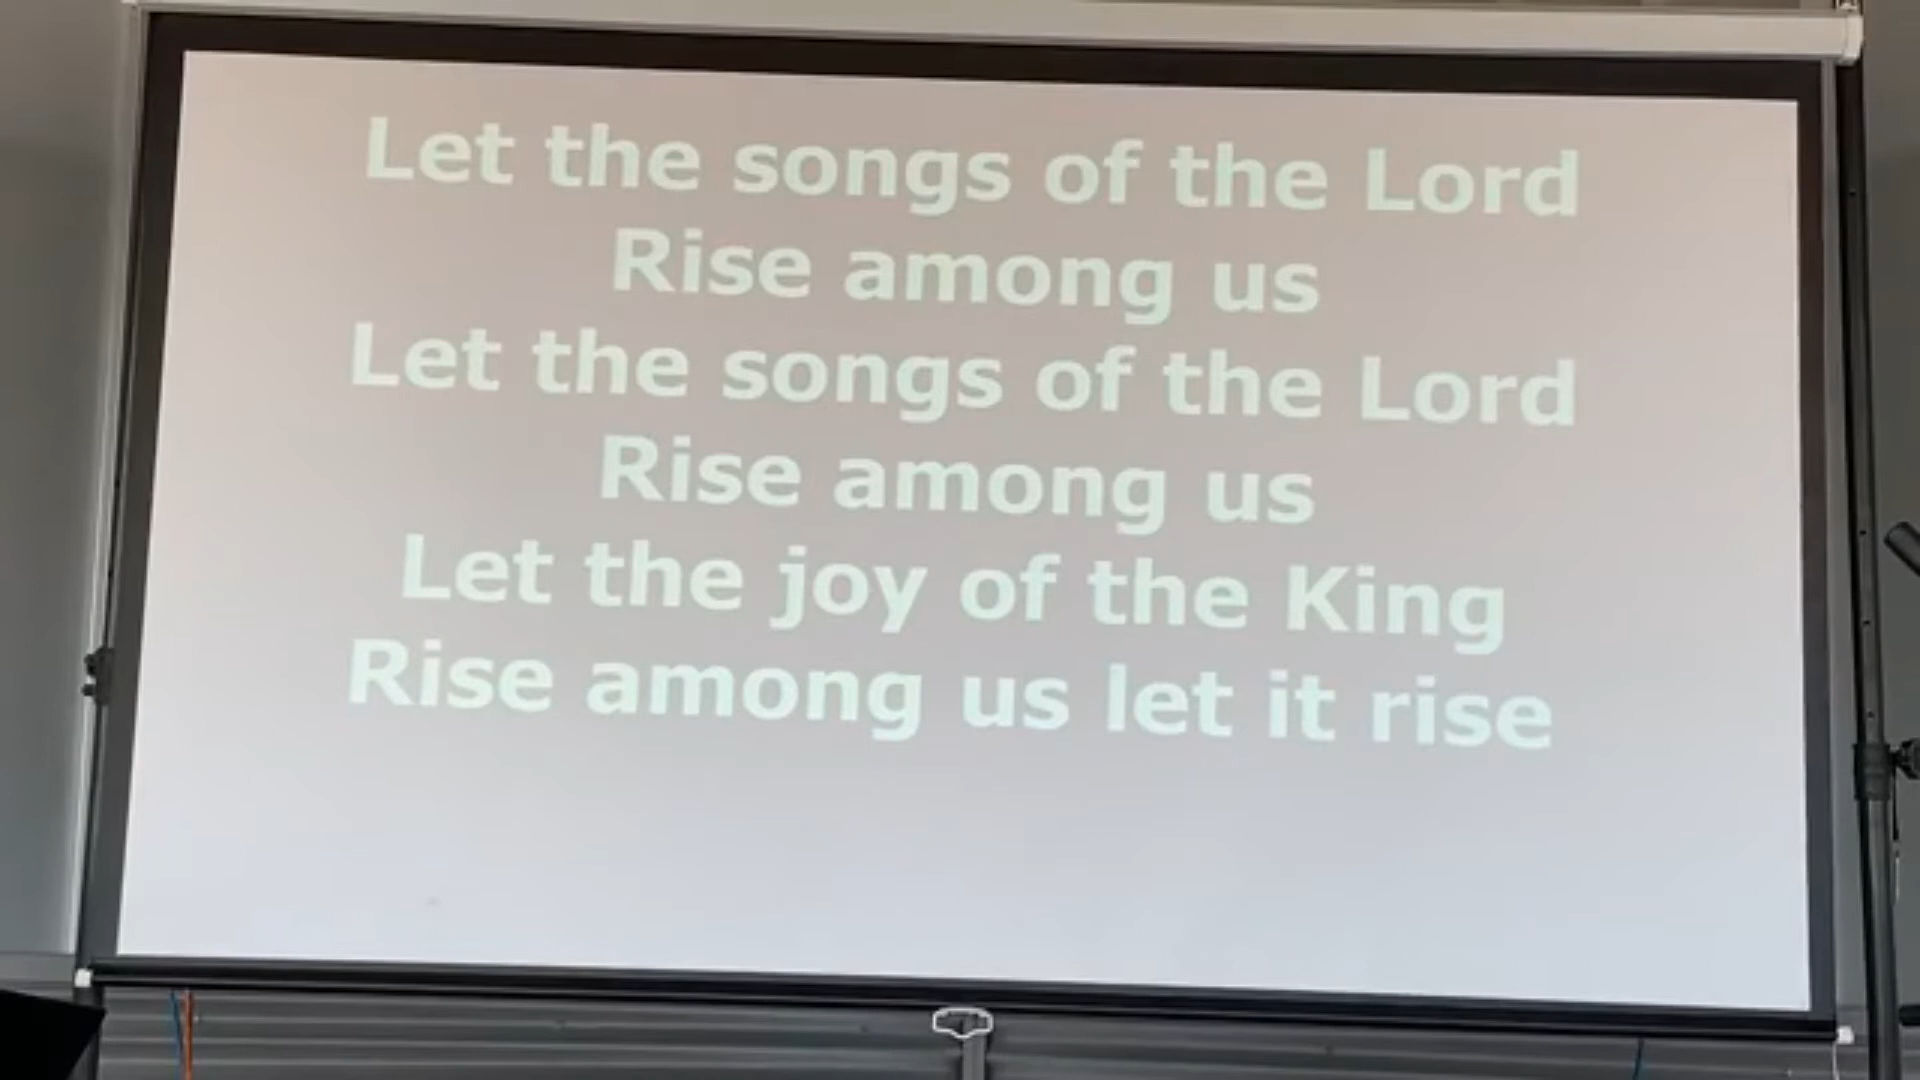 Let the songs of the Lord
Rise among us
Let the songs of the Lord
Rise among us
Let the joy of the King
Rise among us let it rise